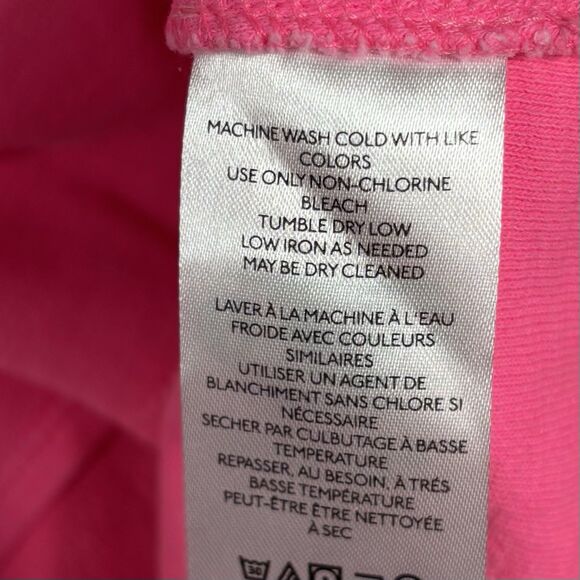 MACHINE WASH COLD WITH LIKE
COLORS
USE ONLY NON-CHLORINE
BLEACH
TUMBLE DRY LOW
LOW IRON AS NEEDED
MAY BE DRY CLEANED
LAVER À LA MACHINE À L'EAU
FROIDE AVEC COULEURS
SIMILAIRES
UTILISER UN AGENT DE
BLANCHIMENT SANS CHLORE SI
NÉCESSAIRE
SECHER PAR CULBUTAGE À BASSE
TEMPERATURE
REPASSER, AU BESOIN, À TRÉS
BASSE TEMPÉRATURE
PEUT-ÊTRE ÊTRE NETTOYÉE
À SEC
30